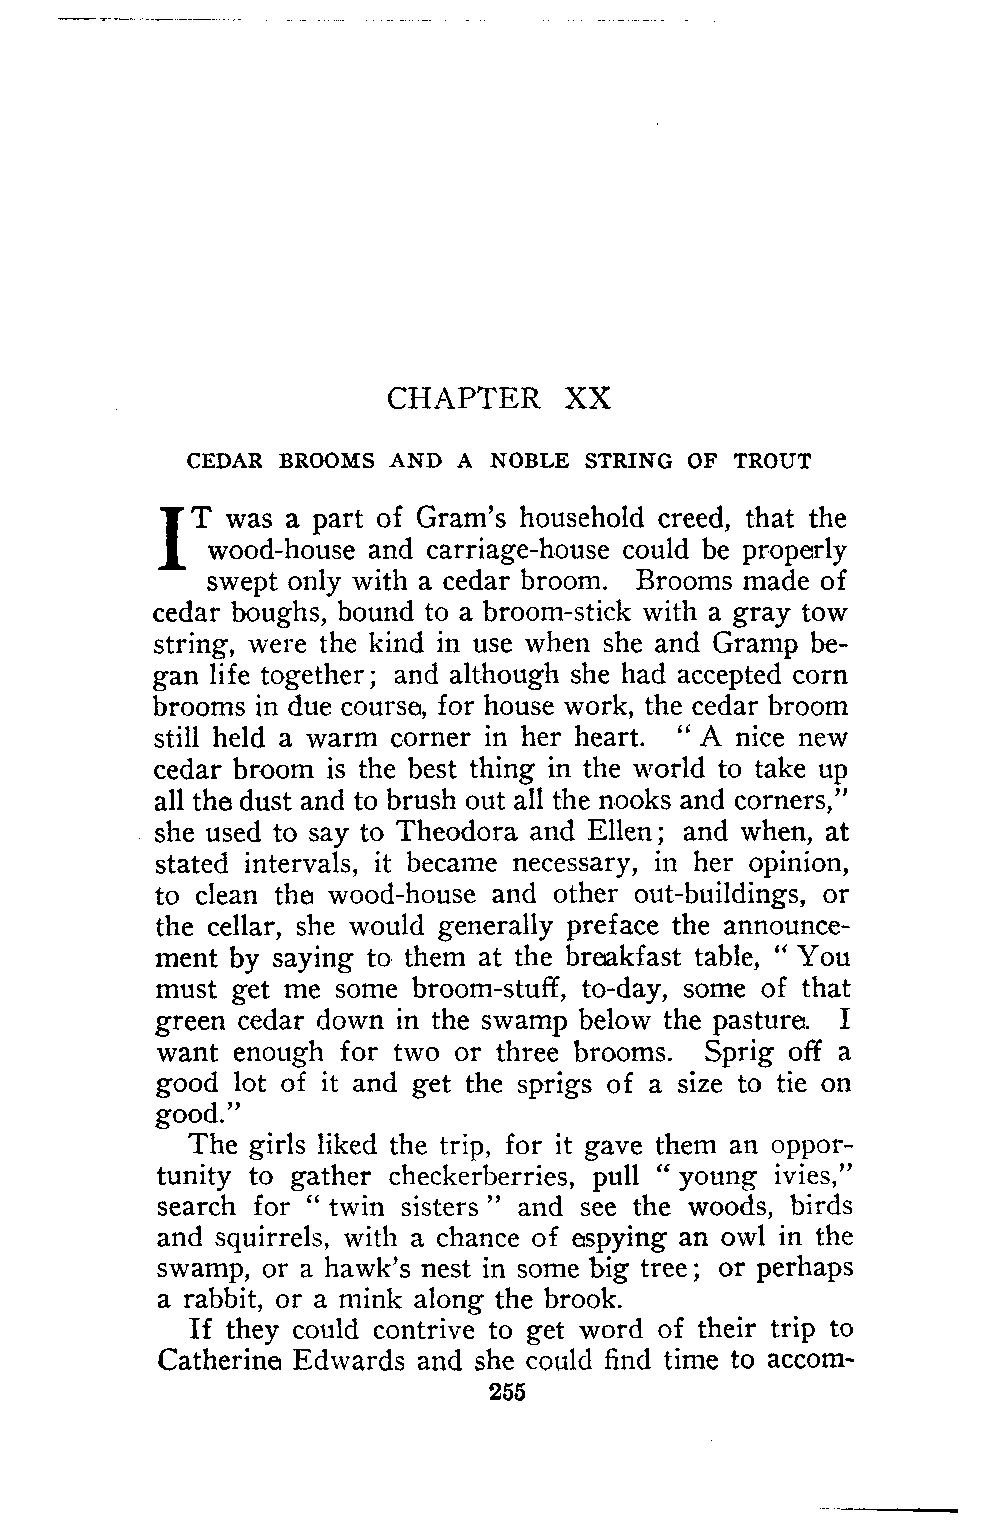 CHAPTER XX
CEDAR BROOMS AND A NOBLE STRING OF TROUT
IT was a part of Gram's household creed, that the
wood-house and carriage-house could be properly
swept only with a cedar broom. Brooms made of
cedar boughs, bound to a broom-stick with a gray tow
string, were the kind in use when she and Gramp be-
gan life together; and although she had accepted corn
brooms in due course, for house work, the cedar broom
still held a warm corner in her heart. "A nice new
cedar broom is the best thing in the world to take up
all the dust and to brush out all the nooks and corners,"
she used to say to Theodora and Ellen; and when, at
stated intervals, it became necessary, in her opinion,
to clean the wood-house and other out-buildings, or
the cellar, she would generally preface the announce-
ment by saying to them at the breakfast table, "You
must get me some broom-stuff, to-day, some of that
green cedar down in the swamp below the pasture. I
want enough for two or three brooms. Sprig off a
good lot of it and get the sprigs of a size to tie on
good."
The girls liked the trip, for it gave them an oppor-
tunity to gather checkerberries, pull "young ivies,"
search for "twin sisters" and see the woods, birds
and squirrels, with a chance of espying an owl in the
swamp, or a hawk's nest in some big tree; or perhaps
a rabbit, or a mink along the brook.
If they could contrive to get word of their trip to
Catherine Edwards and she could find time to accom-
255